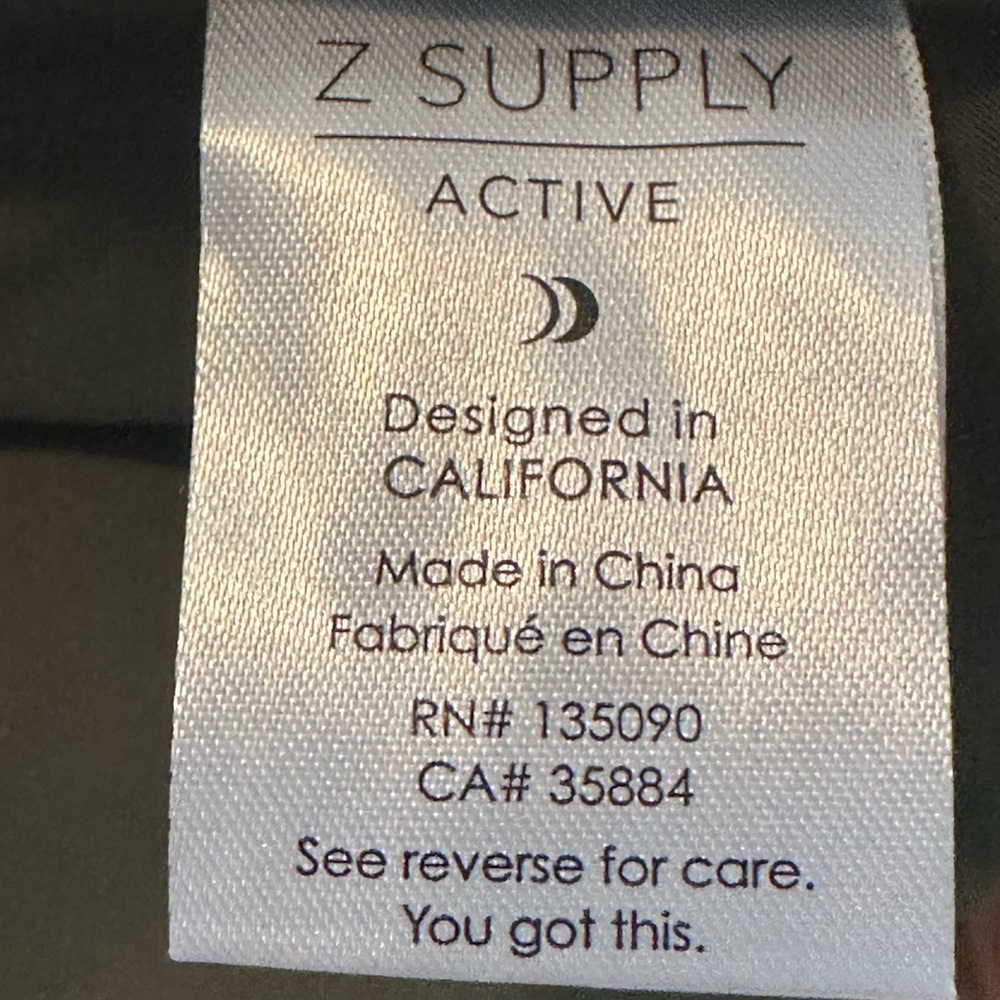 Z SUPPLY
ACTIVE
Designed in
CALIFORNIA
Made in China
Fabriqué en Chine
RN# 135090
CA# 35884
See reverse for care.
You got this.